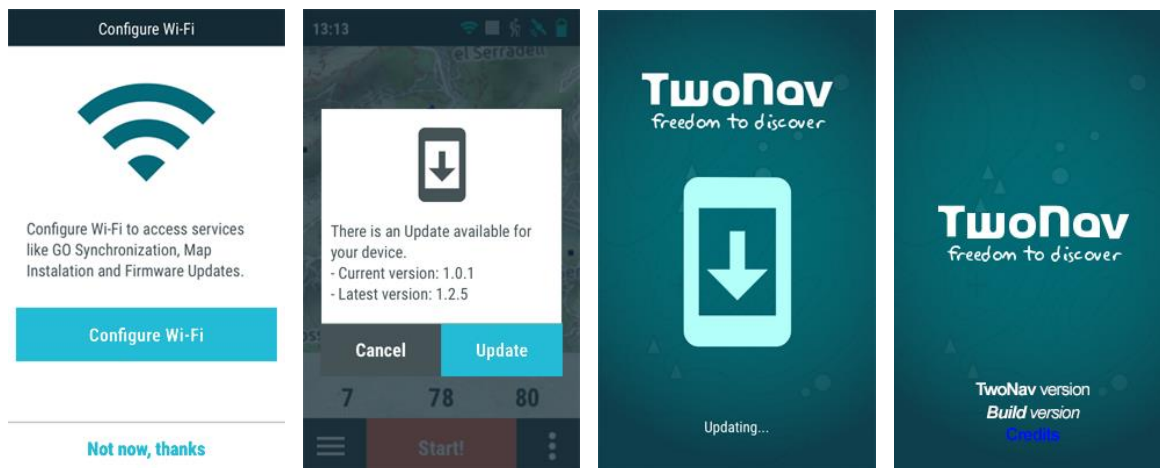 Configure Wi-Fi
Configure Wi-Fi to access services
like GO Synchronization, Map
Instalation and Firmware Updates.
Configure Wi-Fi
Not now, thanks
13:13
el Serradell
There is an Update available for
your device.
- Current version: 1.0.1
- Latest version: 1.2.5
Cancel
Update
7
78
80
Start!
TwoNav
freedom to discover
Updating...
TwoNav
freedom to discover
TwoNav version
Build version
Credits